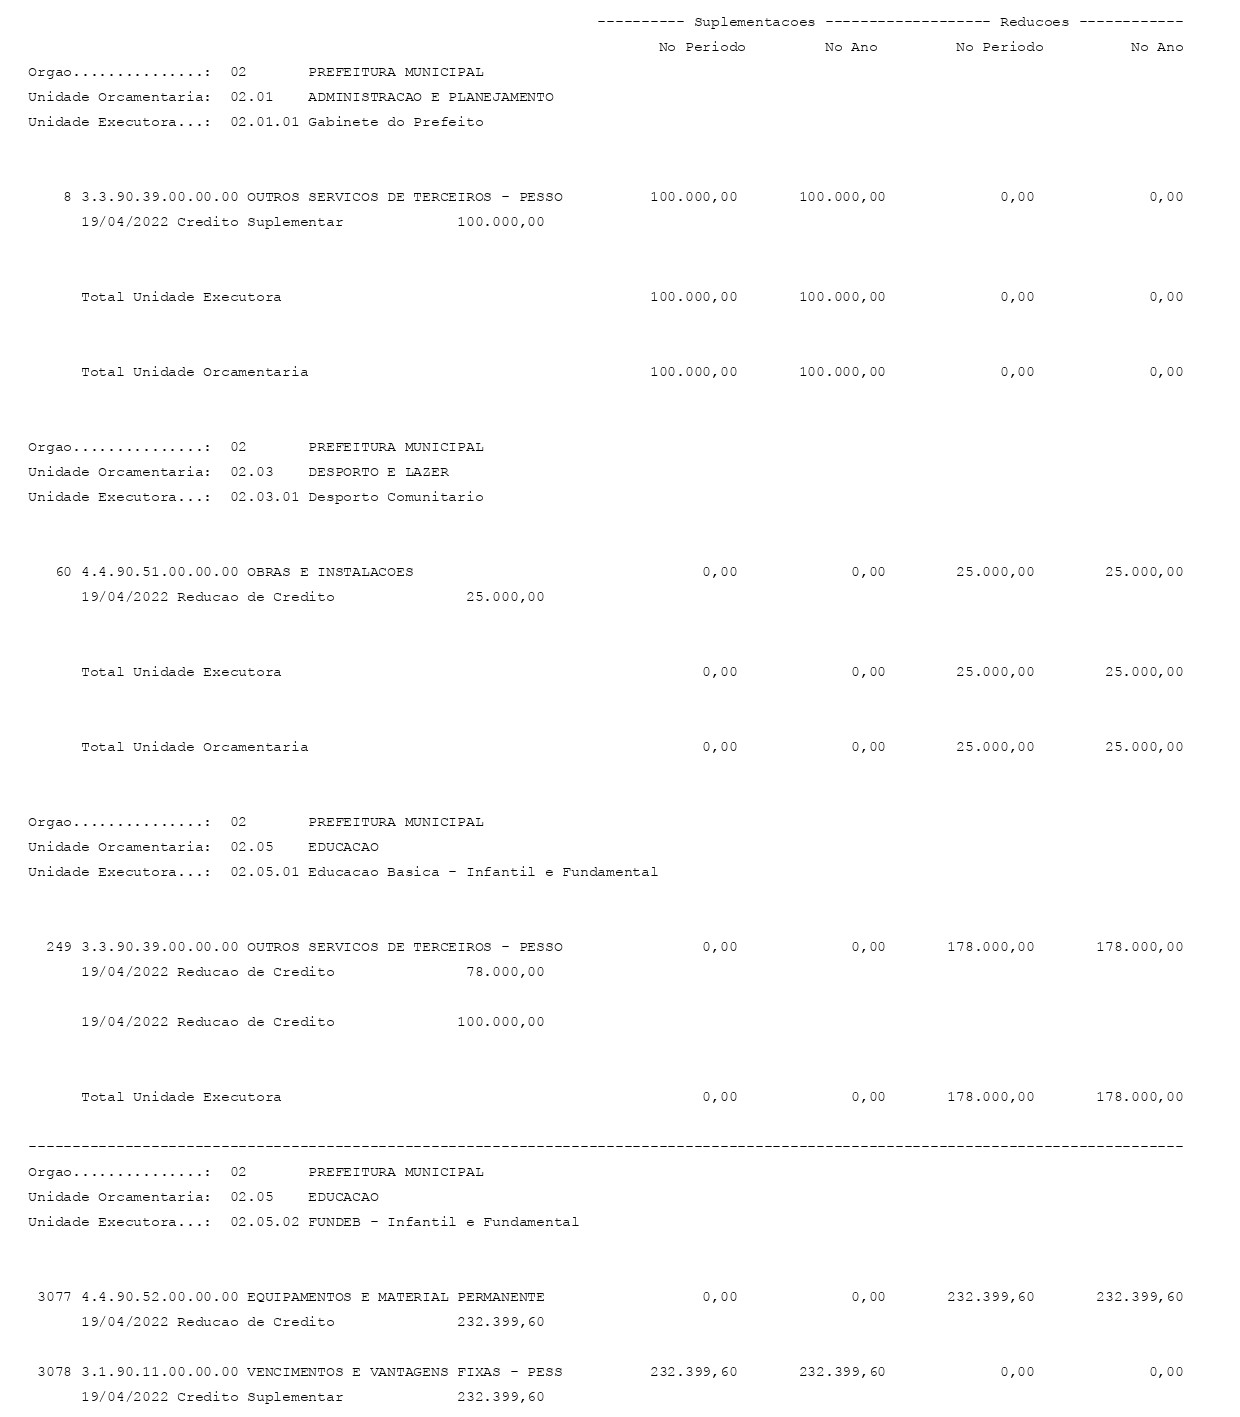 ---------- Suplementacoes ------------------- Reducoes ------------
No Periodo No Ano No Periodo No Ano
Orgao...............: 02 PREFEITURA MUNICIPAL
Unidade Orcamentaria: 02.01 ADMINISTRACAO E PLANEJAMENTO
Unidade Executora...: 02.01.01 Gabinete do Prefeito
8 3.3.90.39.00.00.00 OUTROS SERVICOS DE TERCEIROS - PESSO 100.000,00 100.000,00 0,00 0,00
19/04/2022 Credito Suplementar 100.000,00
Total Unidade Executora 100.000,00 100.000,00 0,00 0,00
Total Unidade Orcamentaria 100.000,00 100.000,00 0,00 0,00
Orgao...............: 02 PREFEITURA MUNICIPAL
Unidade Orcamentaria: 02.03 DESPORTO E LAZER
Unidade Executora...: 02.03.01 Desporto Comunitario
60 4.4.90.51.00.00.00 OBRAS E INSTALACOES 0,00 0,00 25.000,00 25.000,00
19/04/2022 Reducao de Credito 25.000,00
Total Unidade Executora 0,00 0,00 25.000,00 25.000,00
Total Unidade Orcamentaria 0,00 0,00 25.000,00 25.000,00
Orgao...............: 02 PREFEITURA MUNICIPAL
Unidade Orcamentaria: 02.05 EDUCACAO
Unidade Executora...: 02.05.01 Educacao Basica - Infantil e Fundamental
249 3.3.90.39.00.00.00 OUTROS SERVICOS DE TERCEIROS - PESSO 0,00 0,00 178.000,00 178.000,00
19/04/2022 Reducao de Credito 78.000,00
19/04/2022 Reducao de Credito 100.000,00
Total Unidade Executora 0,00 0,00 178.000,00 178.000,00
------------------------------------------------------------------------------------------------------------------------------------
Orgao...............: 02 PREFEITURA MUNICIPAL
Unidade Orcamentaria: 02.05 EDUCACAO
Unidade Executora...: 02.05.02 FUNDEB - Infantil e Fundamental
3077 4.4.90.52.00.00.00 EQUIPAMENTOS E MATERIAL PERMANENTE 0,00 0,00 232.399,60 232.399,60
19/04/2022 Reducao de Credito 232.399,60
3078 3.1.90.11.00.00.00 VENCIMENTOS E VANTAGENS FIXAS - PESS 232.399,60 232.399,60 0,00 0,00
19/04/2022 Credito Suplementar 232.399,60